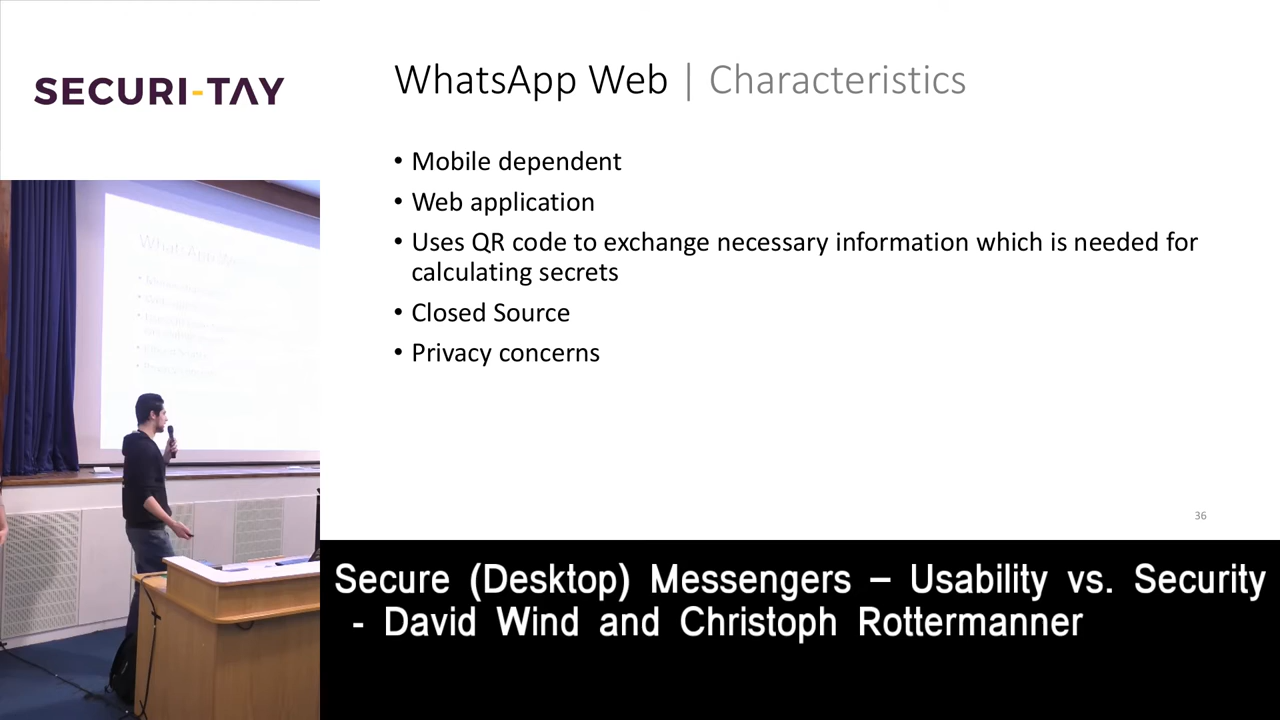 SECURI-TAY
WhatsApp Web | Characteristics
• Mobile dependent
• Web application
• Uses QR code to exchange necessary information which is needed for
calculating secrets
• Closed Source
• Privacy concerns
36
Secure (Desktop) Messengers – Usability vs. Security
- David Wind and Christoph Rottermanner